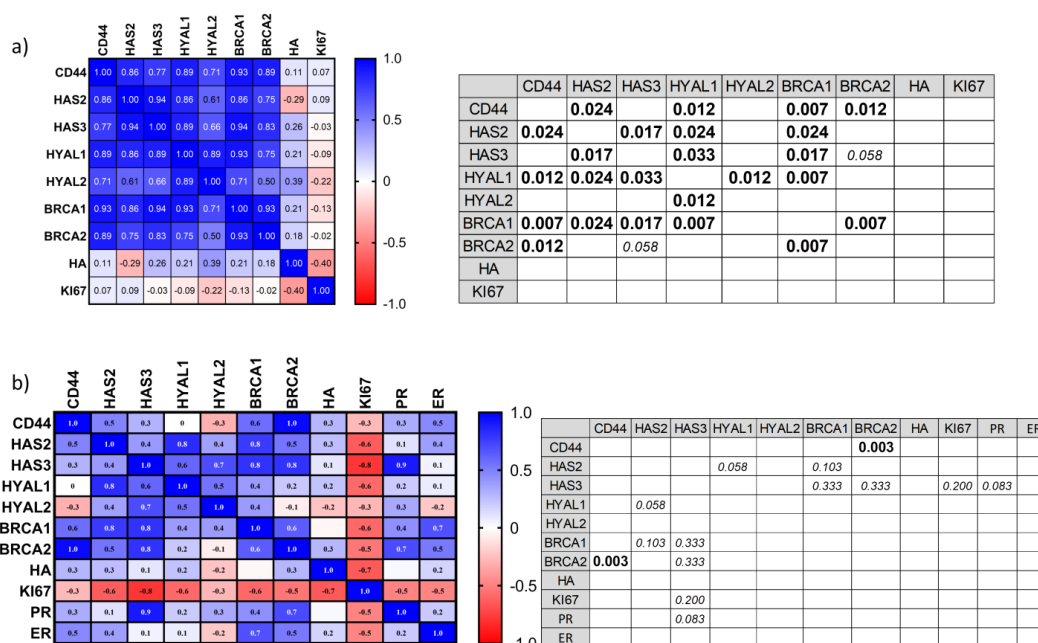 a)
CD44 HAS2 HAS3 HYAL1 HYAL2 BRCA1 BRCA2 HA KI67
CD44 1.00 0.86 0.77 0.89 0.71 0.93 0.89 0.11 0.07
HAS2 0.86 1.00 0.94 0.86 0.61 0.86 0.75 -0.29 0.09
HAS3 0.77 0.94 1.00 0.89 0.66 0.94 0.83 0.26 -0.03
HYAL1 0.89 0.86 0.89 1.00 0.89 0.93 0.75 0.21 -0.09
HYAL2 0.71 0.61 0.66 0.89 1.00 0.71 0.50 0.39 -0.22
BRCA1 0.93 0.86 0.94 0.93 0.71 1.00 0.93 0.21 -0.13
BRCA2 0.89 0.75 0.83 0.75 0.50 0.93 1.00 0.18 -0.02
HA 0.11 -0.29 0.26 0.21 0.39 0.21 0.18 1.00 -0.40
KI67 0.07 0.09 -0.03 -0.09 -0.22 -0.13 -0.02 -0.40 1.00
1.0
0.5
0
-0.5
-1.0
CD44 HAS2 HAS3 HYAL1 HYAL2 BRCA1 BRCA2 HA KI67
CD44 0.024 0.012 0.007 0.012
HAS2 0.024 0.017 0.024 0.024
HAS3 0.017 0.033 0.017 0.058
HYAL1 0.012 0.024 0.033 0.012 0.007
HYAL2 0.012
BRCA1 0.007 0.024 0.017 0.007 0.007
BRCA2 0.012 0.058 0.007
HA
KI67
b)
CD44 HAS2 HAS3 HYAL1 HYAL2 BRCA1 BRCA2 HA KI67 PR ER
CD44 1.0 0.5 0.3 0 -0.3 0.6 1.0 0.3 -0.3 0.3 0.5
HAS2 0.5 1.0 0.4 0.8 0.4 0.8 0.5 0.3 -0.6 0.1 0.4
HAS3 0.3 0.4 1.0 0.6 0.7 0.8 0.8 0.1 -0.8 0.9 0.1
HYAL1 0 0.8 0.6 1.0 0.5 0.4 0.2 0.2 -0.6 0.2 0.1
HYAL2 -0.3 0.4 0.7 0.5 1.0 0.4 -0.1 -0.2 -0.3 0.3 -0.2
BRCA1 0.6 0.8 0.8 0.4 0.4 1.0 0.6 -0.6 0.4 0.7
BRCA2 1.0 0.5 0.8 0.2 -0.1 0.6 1.0 0.3 -0.5 0.7 0.5
HA 0.3 0.3 0.1 0.2 -0.2 0.3 1.0 -0.7 0.2
KI67 -0.3 -0.6 -0.8 -0.6 -0.3 -0.6 -0.5 -0.7 1.0 -0.5 -0.5
PR 0.3 0.1 0.9 0.2 0.3 0.4 0.7 -0.5 1.0 0.2
ER 0.5 0.4 0.1 0.1 -0.2 0.7 0.5 0.2 -0.5 0.2 1.0
1.0
0.5
0
-0.5
-1.0
CD44 HAS2 HAS3 HYAL1 HYAL2 BRCA1 BRCA2 HA KI67 PR ER
CD44 0.003
HAS2 0.058 0.103
HAS3 0.333 0.333 0.200 0.083
HYAL1 0.058
HYAL2
BRCA1 0.103 0.333
BRCA2 0.003 0.333
HA
KI67 0.200
PR 0.083
ER